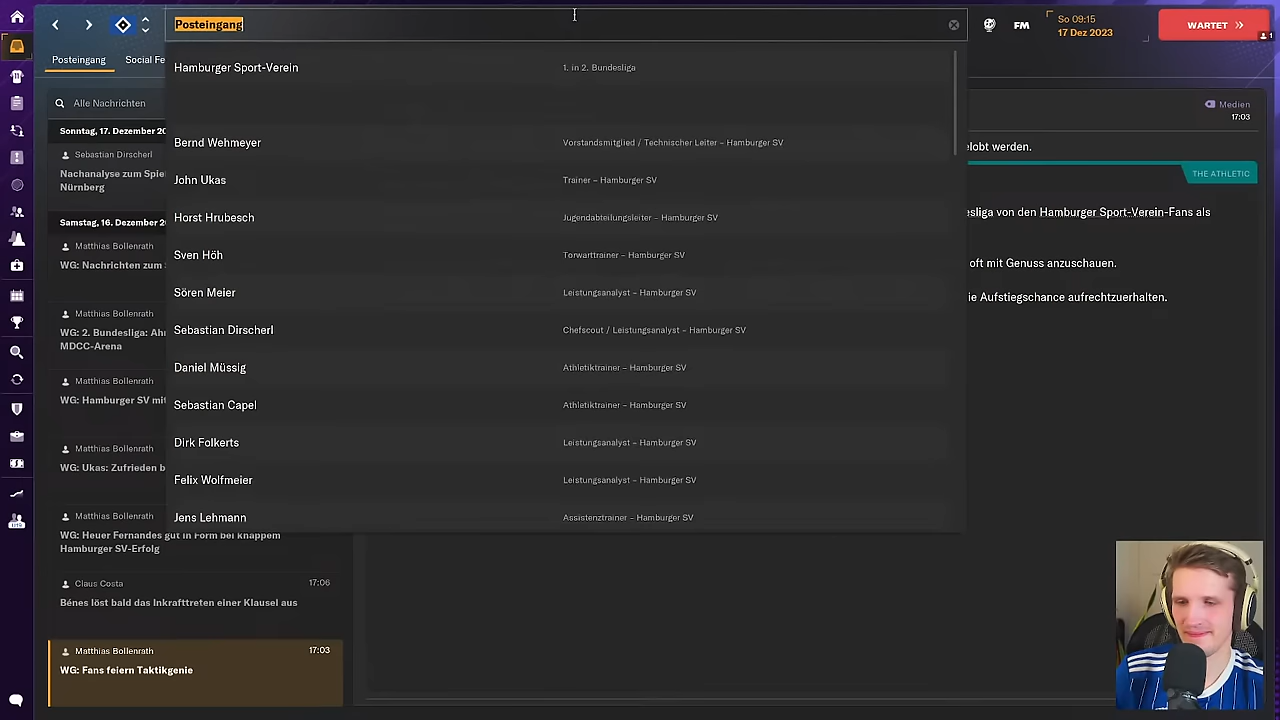 Posteingang
FM
So 09:15
17 Dez 2023
WARTET
1
Posteingang
Social Fe
Hamburger Sport-Verein
1. in 2. Bundesliga
Bernd Wehmeyer
Vorstandsmitglied / Technischer Leiter – Hamburger SV
John Ukas
Trainer – Hamburger SV
Horst Hrubesch
Jugendabteilungsleiter – Hamburger SV
Sven Höh
Torwarttrainer – Hamburger SV
Sören Meier
Leistungsanalyst – Hamburger SV
Sebastian Dirscherl
Chefscout / Leistungsanalyst – Hamburger SV
Daniel Müssig
Athletiktrainer – Hamburger SV
Sebastian Capel
Athletiktrainer – Hamburger SV
Dirk Folkerts
Leistungsanalyst – Hamburger SV
Felix Wolfmeier
Leistungsanalyst – Hamburger SV
Jens Lehmann
Assistenztrainer – Hamburger SV
Alle Nachrichten
Sonntag, 17. Dezember 20
Sebastian Dirscherl
Nachanalyse zum Spie
Nürnberg
Samstag, 16. Dezember 2
Matthias Bollenrath
WG: Nachrichten zum
Matthias Bollenrath
WG: 2. Bundesliga: Ahr
MDCC-Arena
Matthias Bollenrath
WG: Hamburger SV mit
Matthias Bollenrath
WG: Ukas: Zufrieden b
Matthias Bollenrath
WG: Heuer Fernandes gut in Form bei knappem
Hamburger SV-Erfolg
Claus Costa
17:06
Bénes löst bald das Inkrafttreten einer Klausel aus
Matthias Bollenrath
17:03
WG: Fans feiern Taktikgenie
Medien
17:03
elobt werden.
THE ATHLETIC
esliga von den Hamburger Sport-Verein-Fans als
oft mit Genuss anzuschauen.
ie Aufstiegschance aufrechtzuerhalten.